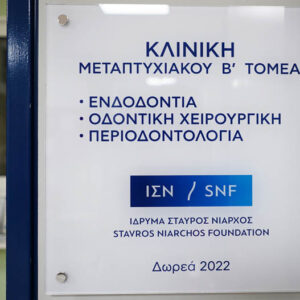 ΚΛΙΝΙΚΗ
ΜΕΤΑΠΤΥΧΙΑΚΟΥ Β' ΤΟΜΕΑ
• ΕΝΔΟΔΟΝΤΙΑ
• ΟΔΟΝΤΙΚΗ ΧΕΙΡΟΥΡΓΙΚΗ
• ΠΕΡΙΟΔΟΝΤΟΛΟΓΙΑ
ΙΣΝ / SNF
ΙΔΡΥΜΑ ΣΤΑΥΡΟΣ ΝΙΑΡΧΟΣ
STAVROS NIARCHOS FOUNDATION
Δωρεά 2022